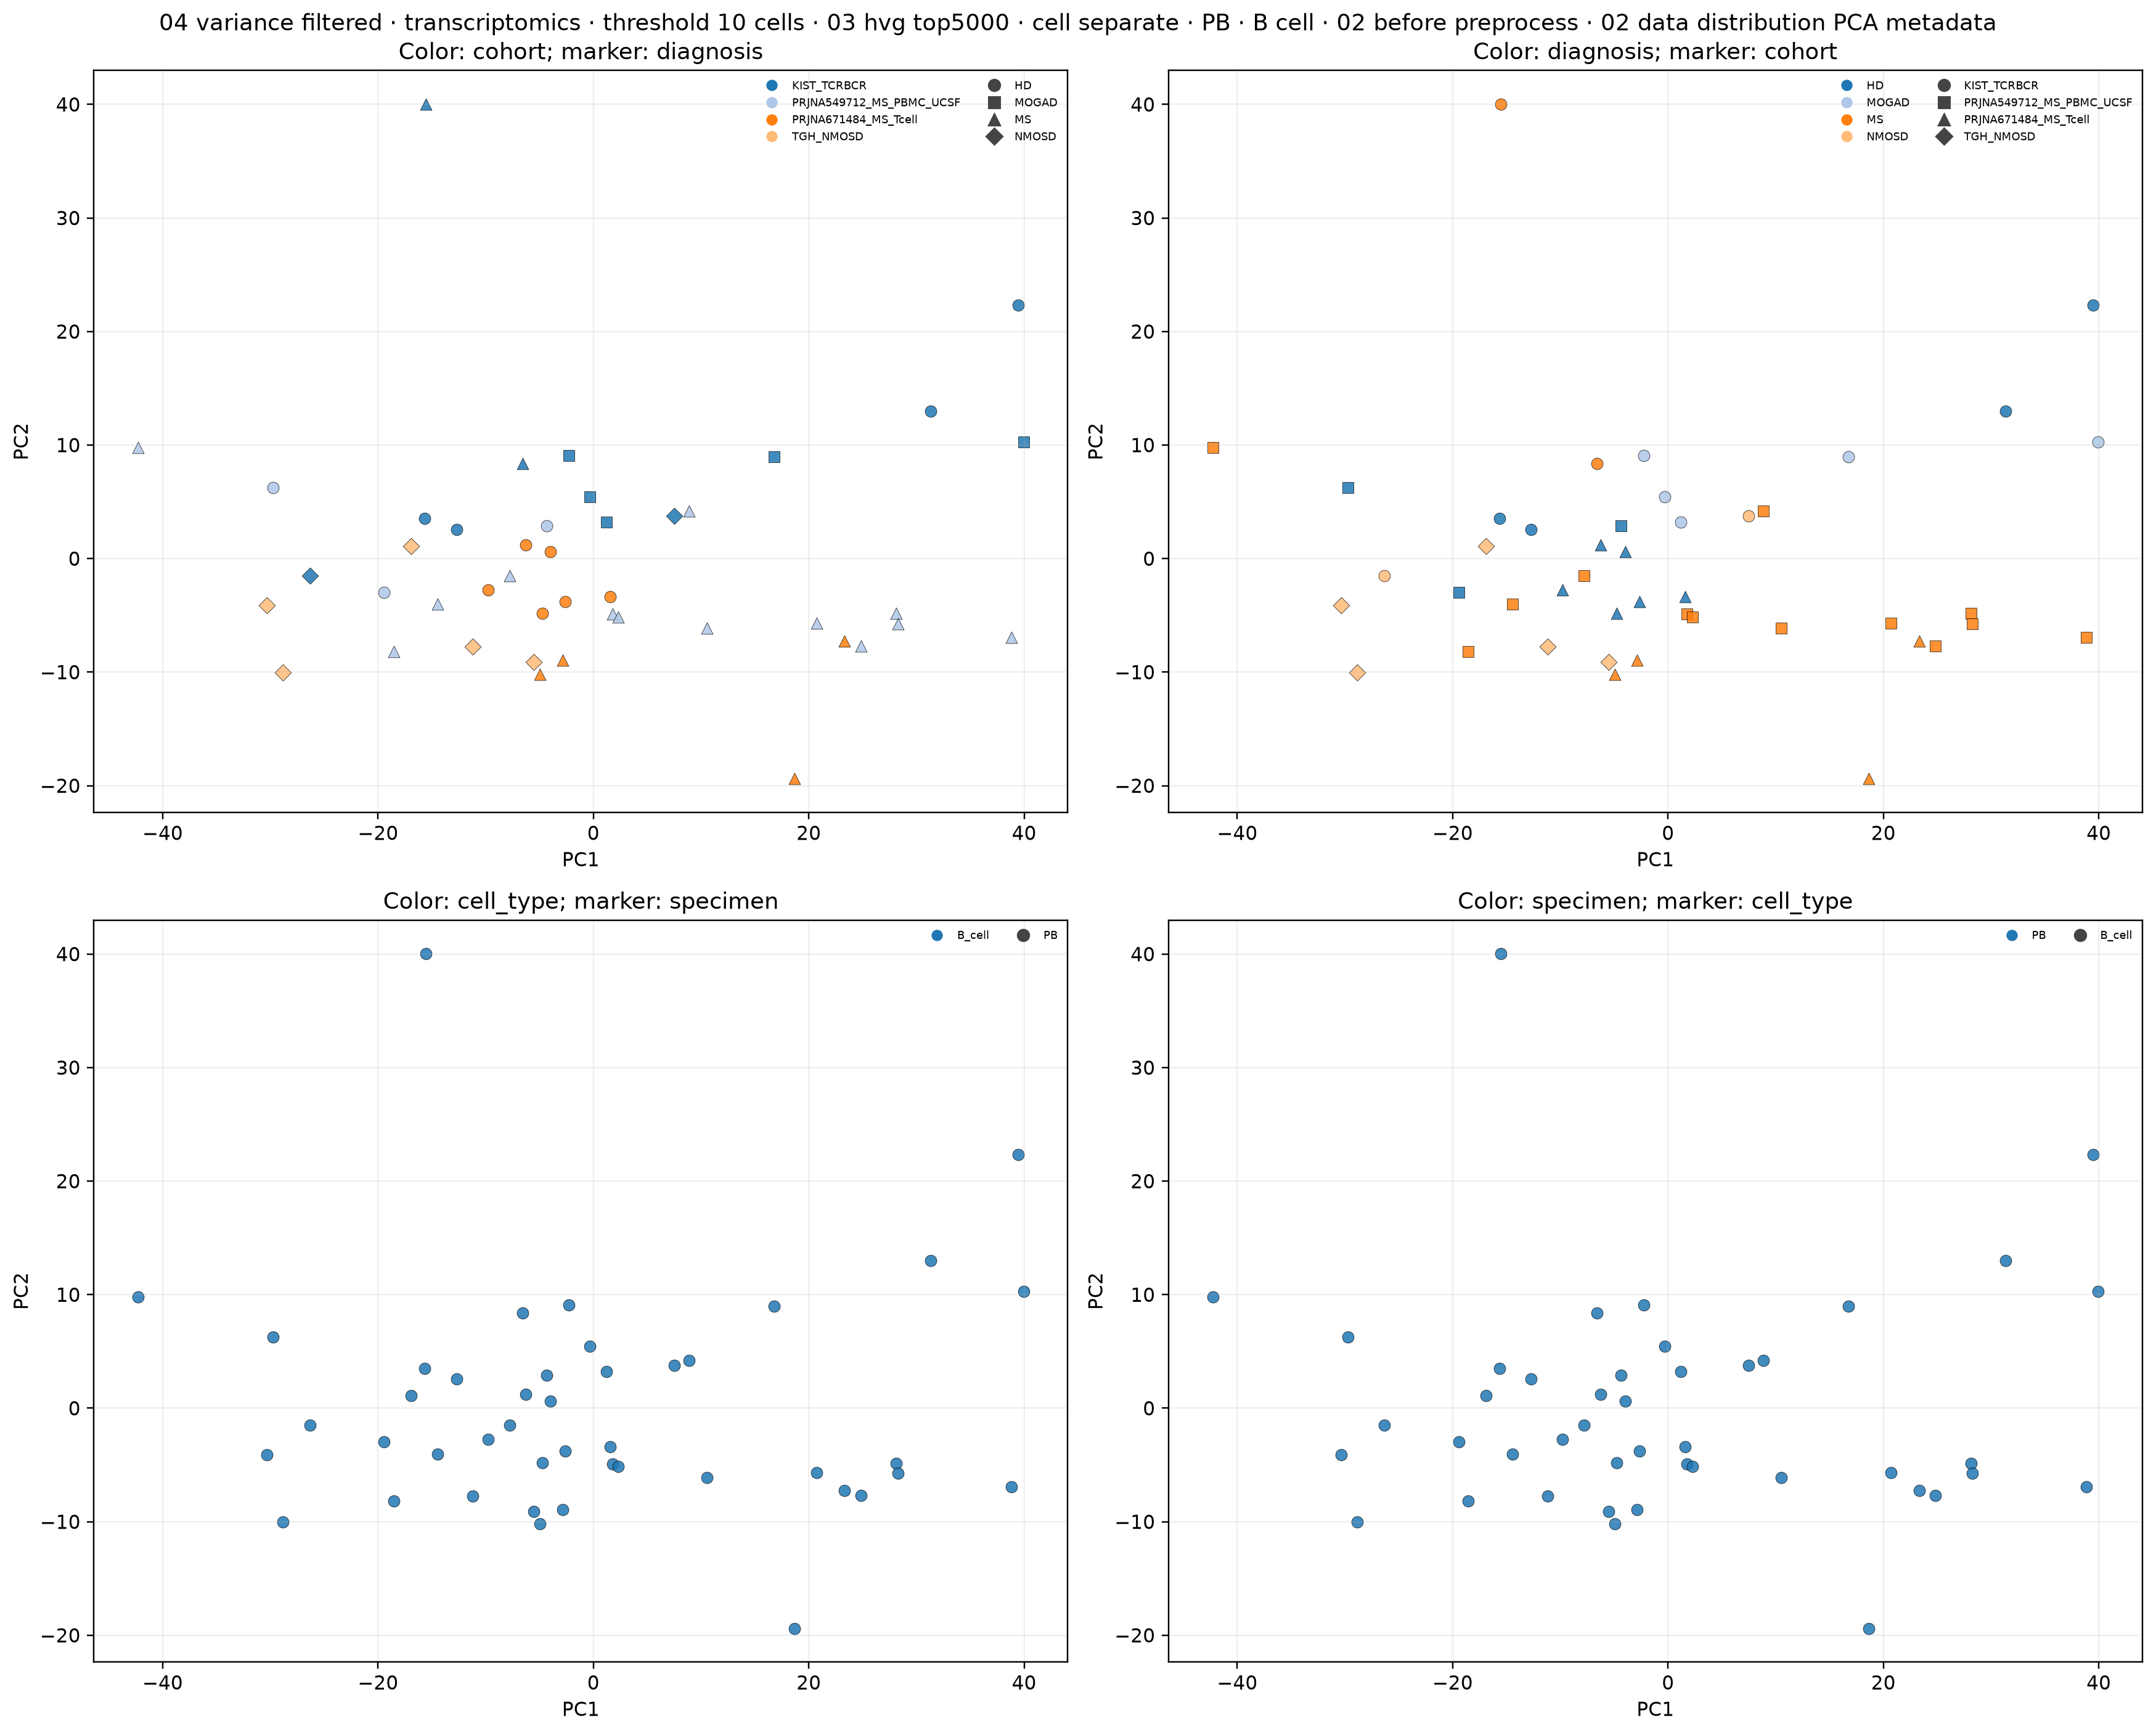 04 variance filtered · transcriptomics · threshold 10 cells · 03 hvg top5000 · cell separate · PB · B cell · 02 before preprocess · 02 data distribution PCA metadata
Color: cohort; marker: diagnosis
KIST_TCRBCR
PRJNA549712_MS_PBMC_UCSF
PRJNA671484_MS_Tcell
TGH_NMOSD
HD
MOGAD
MS
NMOSD
40
30
20
10
0
−10
−20
PC2
−40
−20
0
20
40
PC1
Color: diagnosis; marker: cohort
HD
MOGAD
MS
NMOSD
KIST_TCRBCR
PRJNA549712_MS_PBMC_UCSF
PRJNA671484_MS_Tcell
TGH_NMOSD
40
30
20
10
0
−10
−20
PC2
−40
−20
0
20
40
PC1
Color: cell_type; marker: specimen
B_cell
PB
40
30
20
10
0
−10
−20
PC2
−40
−20
0
20
40
PC1
Color: specimen; marker: cell_type
PB
B_cell
40
30
20
10
0
−10
−20
PC2
−40
−20
0
20
40
PC1